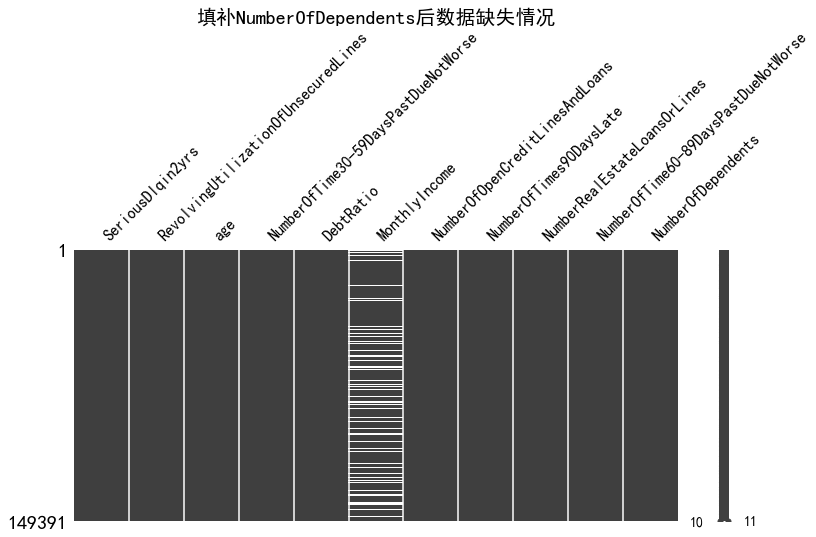 填补NumberOfDependents后数据缺失情况
SeriousDlqin2yrs
RevolvingUtilizationOfUnsecuredLines
age
NumberOfTime30-59DaysPastDueNotWorse
DebtRatio
MonthlyIncome
NumberOfOpenCreditLinesAndLoans
NumberOfTimes90DaysLate
NumberRealEstateLoansOrLines
NumberOfTime60-89DaysPastDueNotWorse
NumberOfDependents
1
149391
10
11